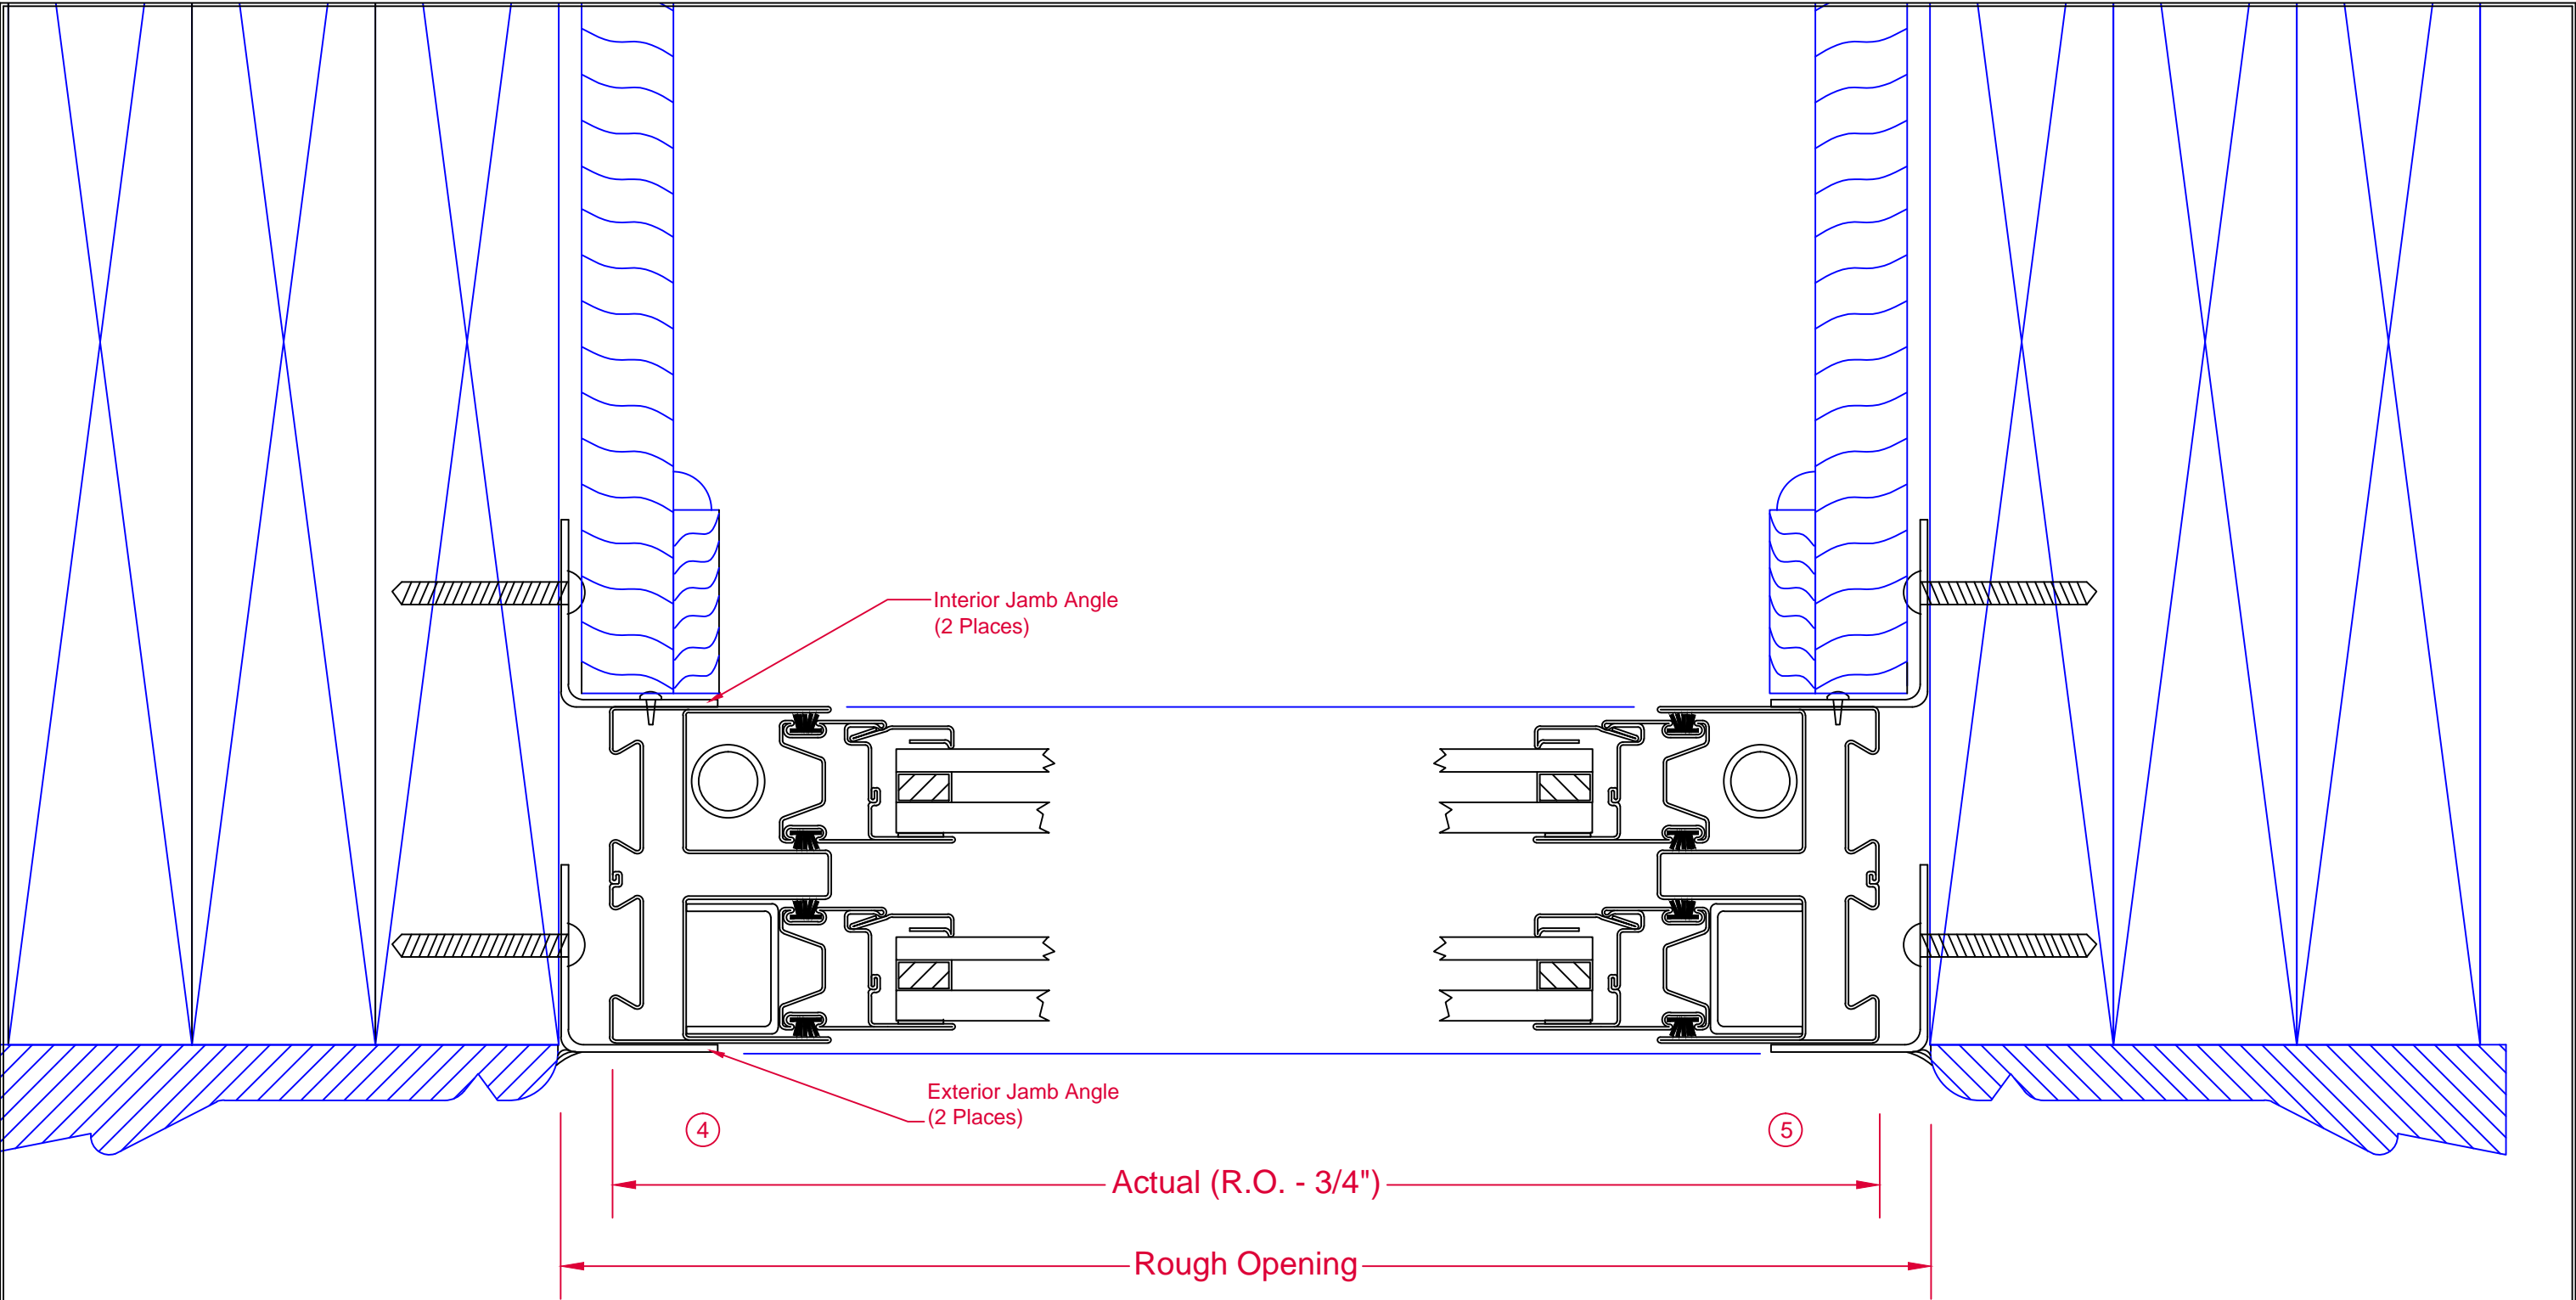 Interior Jamb Angle
(2 Places)
Exterior Jamb Angle
(2 Places)
4
5
Actual (R.O. - 3/4")
Rough Opening